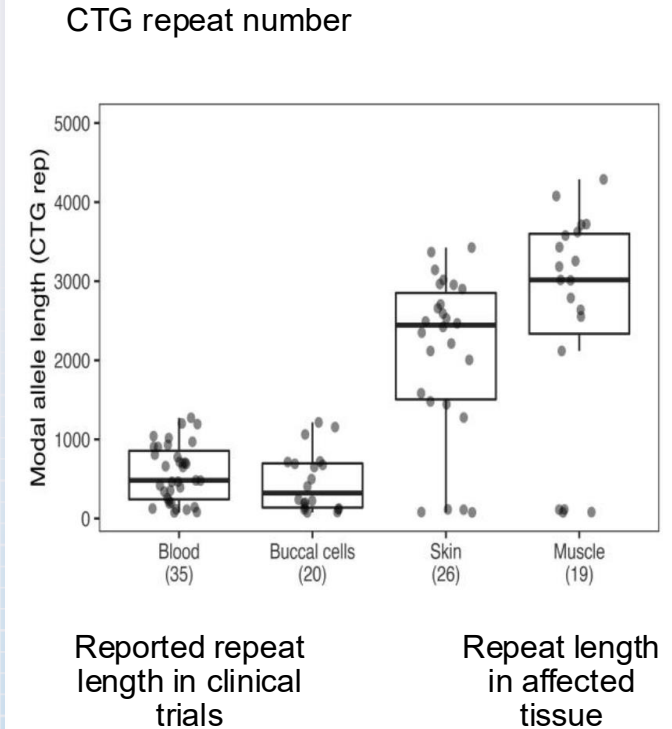 CTG repeat number
Modal allele length (CTG rep)
5000
4000
3000
2000
1000
0
Blood
(35)
Buccal cells
(20)
Skin
(26)
Muscle
(19)
Reported repeat
length in clinical
trials
Repeat length
in affected
tissue